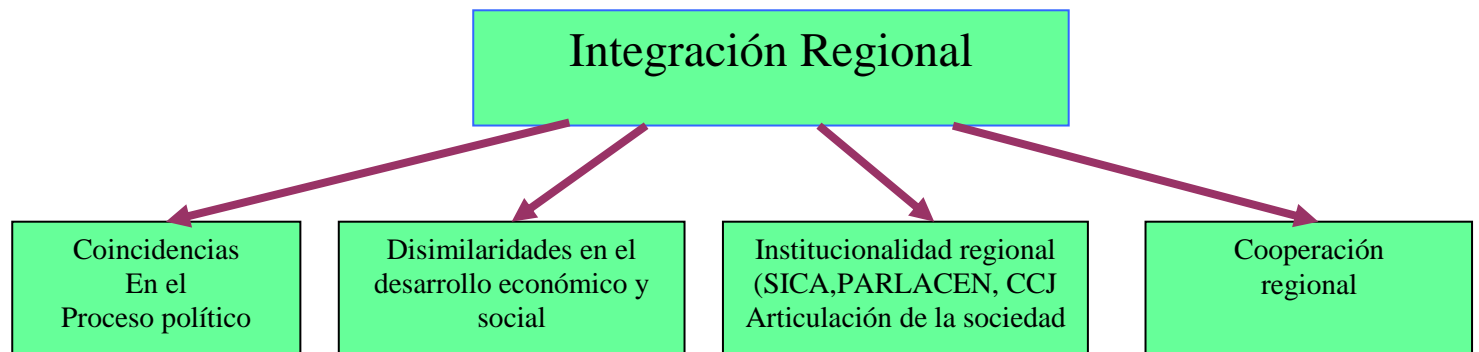 Integración Regional
Coincidencias
En el
Proceso político
Disimilaridades en el
desarrollo económico y
social
Institucionalidad regional
(SICA,PARLACEN, CCJ
Articulación de la sociedad
Cooperación
regional